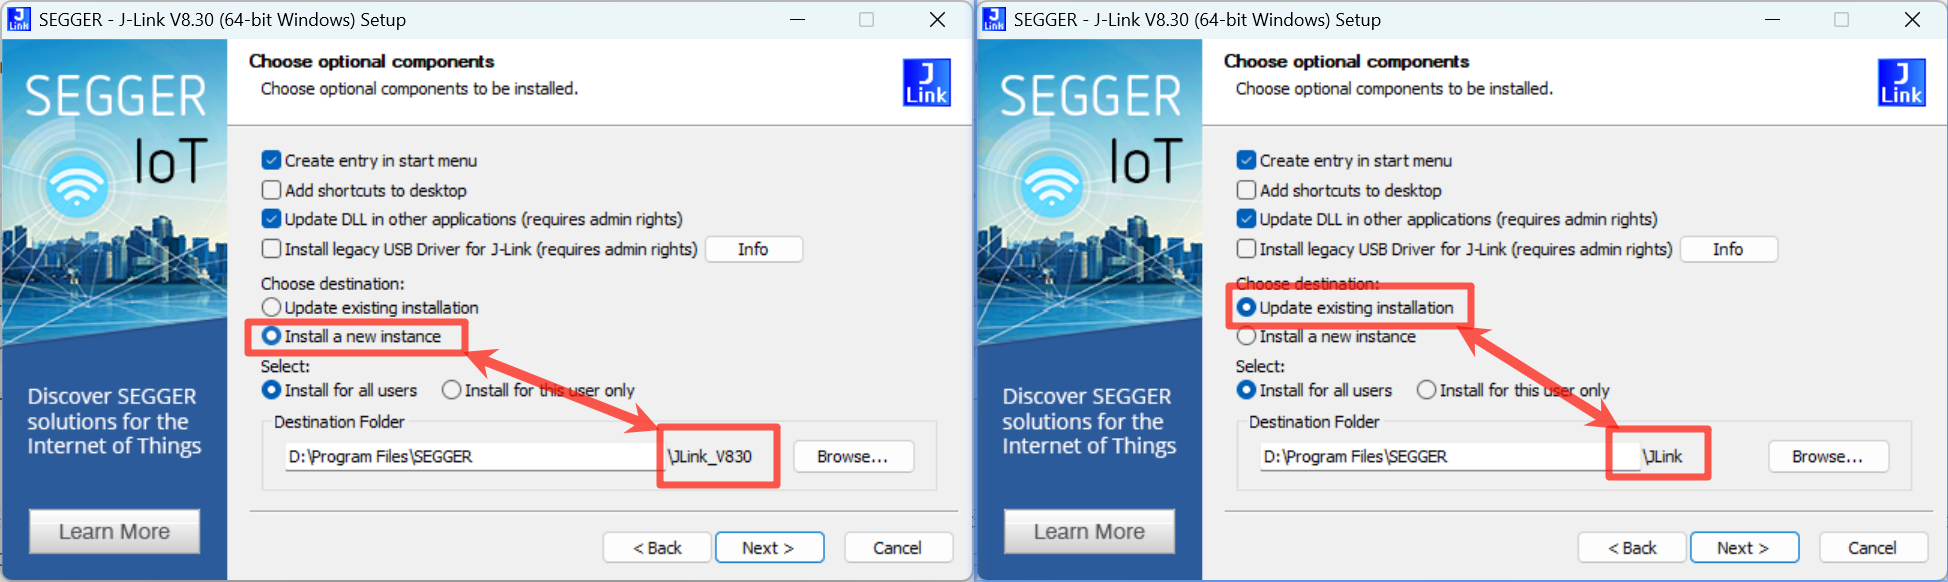 SEGGER - J-Link V8.30 (64-bit Windows) Setup
SEGGER
IoT
Discover SEGGER
solutions for the
Internet of Things
Learn More
Choose optional components
Choose optional components to be installed.
J
Link
Create entry in start menu
Add shortcuts to desktop
Update DLL in other applications (requires admin rights)
Install legacy USB Driver for J-Link (requires admin rights)
Info
Choose destination:
Update existing installation
Install a new instance
Select:
Install for all users
Install for this user only
Destination Folder
D:\Program Files\SEGGER
\JLink_V830
Browse...
< Back
Next >
Cancel
SEGGER - J-Link V8.30 (64-bit Windows) Setup
SEGGER
IoT
Discover SEGGER
solutions for the
Internet of Things
Learn More
Choose optional components
Choose optional components to be installed.
J
Link
Create entry in start menu
Add shortcuts to desktop
Update DLL in other applications (requires admin rights)
Install legacy USB Driver for J-Link (requires admin rights)
Info
Choose destination:
Update existing installation
Install a new instance
Select:
Install for all users
Install for this user only
Destination Folder
D:\Program Files\SEGGER
\JLink
Browse...
< Back
Next >
Cancel